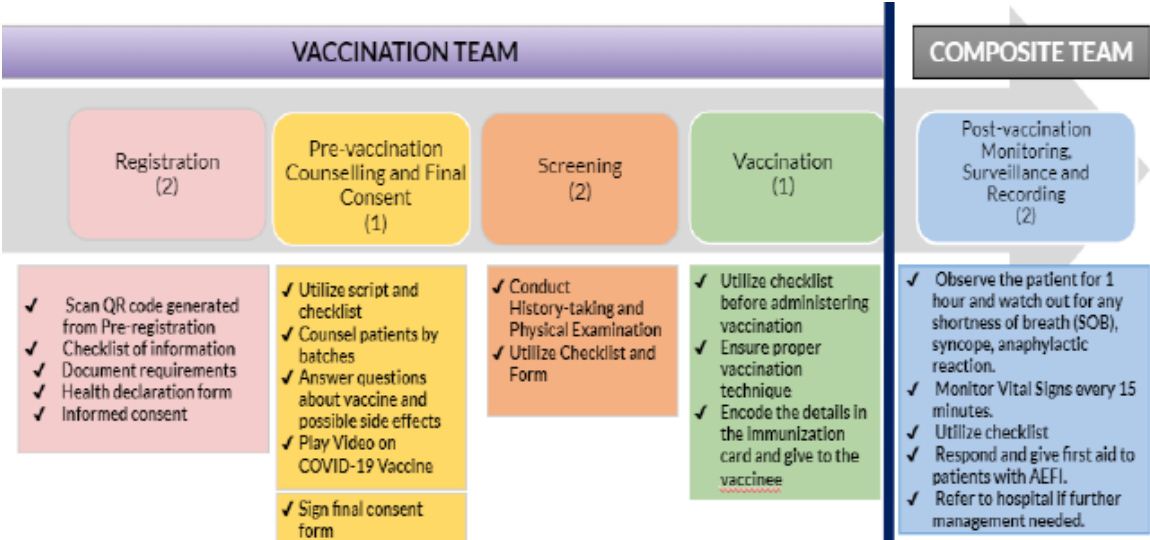 VACCINATION TEAM
COMPOSITE TEAM
Registration
(2)
Pre-vaccination
Counselling and Final
Consent
(1)
Screening
(2)
Vaccination
(1)
Post-vaccination
Monitoring,
Surveillance and
Recording
(2)
✓ Scan QR code generated
from Pre-registration
✓ Checklist of information
✓ Document requirements
✓ Health declaration form
✓ Informed consent
✓ Utilize script and
checklist
✓ Counsel patients by
batches
✓ Answer questions
about vaccine and
possible side effects
✓ Play Video on
COVID-19 Vaccine
✓ Sign final consent
form
✓ Conduct
History-taking and
Physical Examination
✓ Utilize Checklist and
Form
✓ Utilize checklist
before administering
vaccination
✓ Ensure proper
vaccination
technique
✓ Encode the details in
the immunization
card and give to the
vaccinee
✓ Observe the patient for 1
hour and watch out for any
shortness of breath (SOB),
syncope, anaphylactic
reaction.
✓ Monitor Vital Signs every 15
minutes.
✓ Utilize checklist
✓ Respond and give first aid to
patients with AEFI.
✓ Refer to hospital if further
management needed.